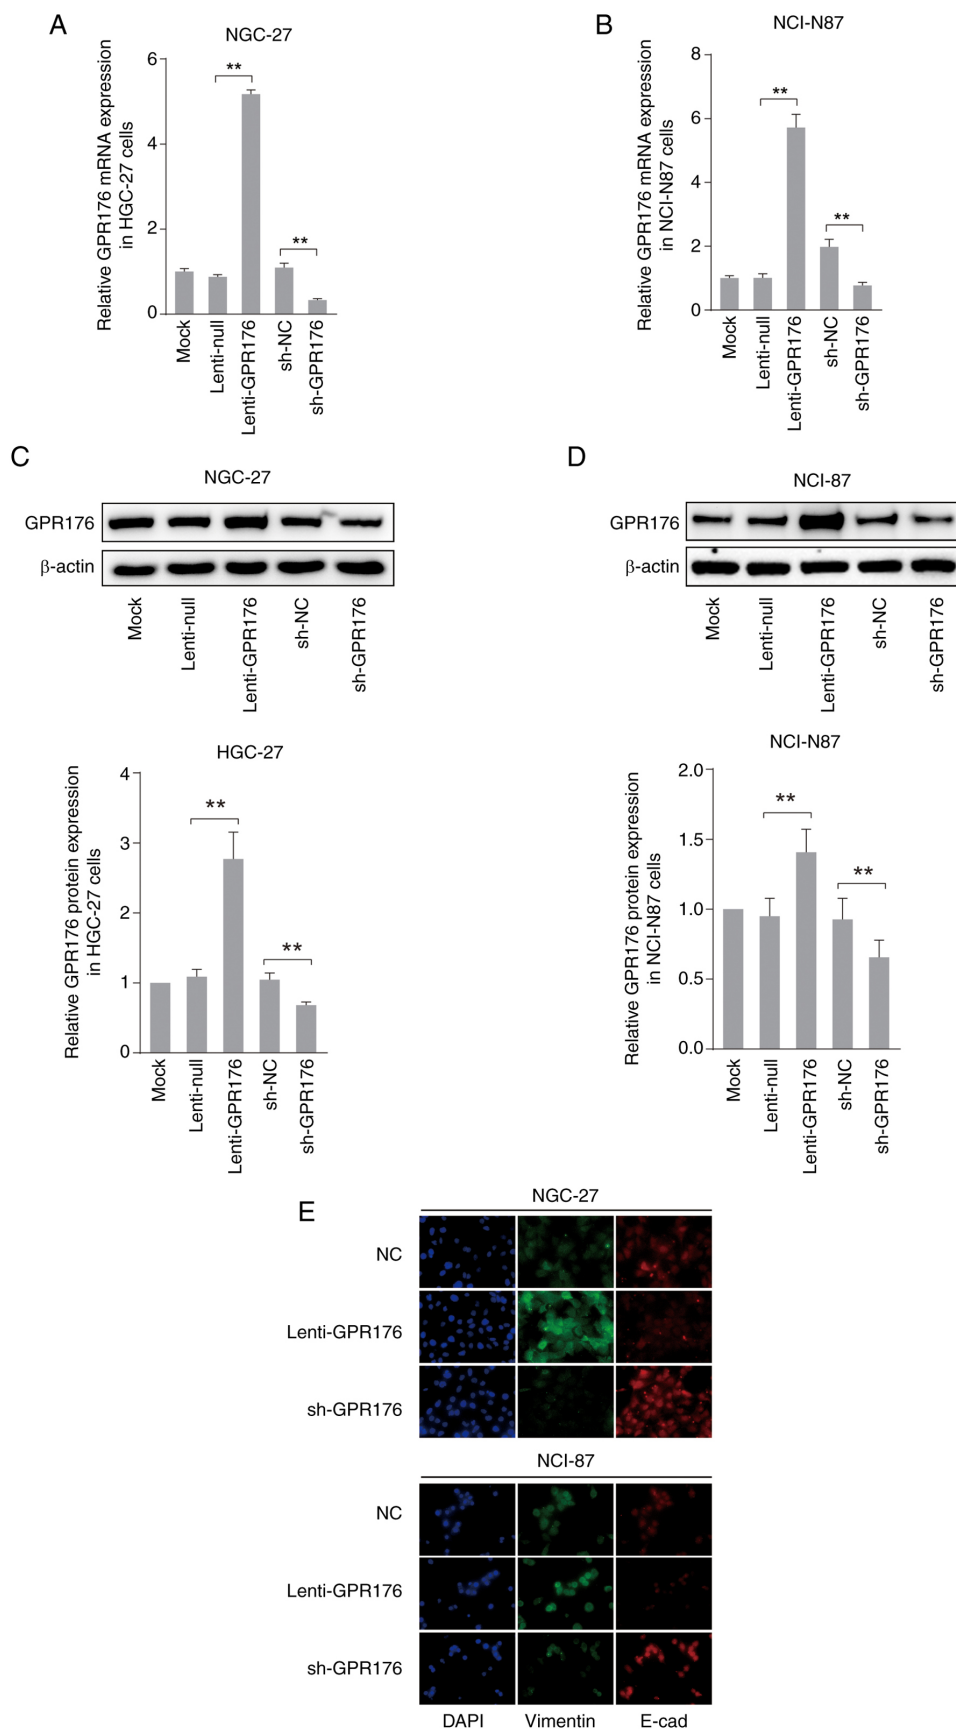 A
NGC-27
Relative GPR176 mRNA expression
in HGC-27 cells
6
4
2
0
**
**
Mock
Lenti-null
Lenti-GPR176
sh-NC
sh-GPR176
B
NCI-N87
Relative GPR176 mRNA expression
in NCI-N87 cells
8
6
4
2
0
**
**
Mock
Lenti-null
Lenti-GPR176
sh-NC
sh-GPR176
C
NGC-27
GPR176
β-actin
Mock
Lenti-null
Lenti-GPR176
sh-NC
sh-GPR176
HGC-27
Relative GPR176 protein expression
in HGC-27 cells
4
3
2
1
0
**
**
Mock
Lenti-null
Lenti-GPR176
sh-NC
sh-GPR176
D
NCI-87
GPR176
β-actin
Mock
Lenti-null
Lenti-GPR176
sh-NC
sh-GPR176
NCI-N87
Relative GPR176 protein expression
in NCI-N87 cells
2.0
1.5
1.0
0.5
0.0
**
**
Mock
Lenti-null
Lenti-GPR176
sh-NC
sh-GPR176
E
NGC-27
NC
Lenti-GPR176
sh-GPR176
NCI-87
NC
Lenti-GPR176
sh-GPR176
DAPI Vimentin E-cad